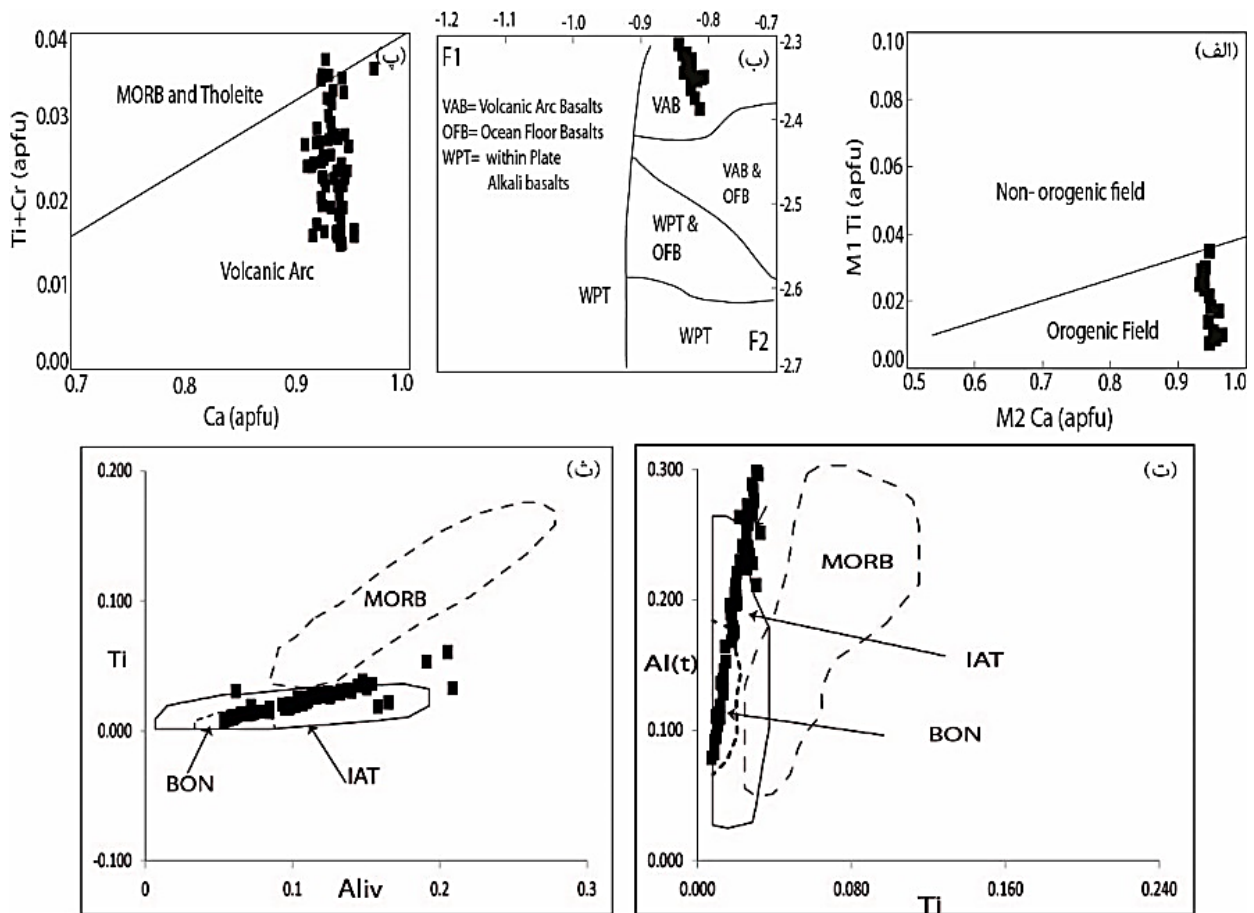 0.04
0.03
0.02
0.01
0.00
Ti+Cr (apfu)
(پ)
MORB and Tholeite
Volcanic Arc
0.7
0.8
0.9
1.0
Ca (apfu)
-1.2
-1.1
-1.0
-0.9
-0.8
-0.7
F1
(ب)
VAB= Volcanic Arc Basalts
OFB= Ocean Floor Basalts
WPT= within Plate
Alkali basalts
VAB
VAB &
OFB
WPT &
OFB
WPT
WPT
F2
-2.3
-2.4
-2.5
-2.6
-2.7
0.10
0.08
0.06
0.04
0.02
0.00
M1 Ti (apfu)
(الف)
Non-orogenic field
Orogenic Field
0.5
0.6
0.7
0.8
0.9
1.0
M2 Ca (apfu)
0.200
0.100
Ti
0.000
-0.100
(ث)
MORB
BON
IAT
0
0.1
Aliv
0.2
0.3
0.300
0.200
Al(t)
0.100
0.000
(ت)
MORB
IAT
BON
0.000
0.080
Ti
0.160
0.240